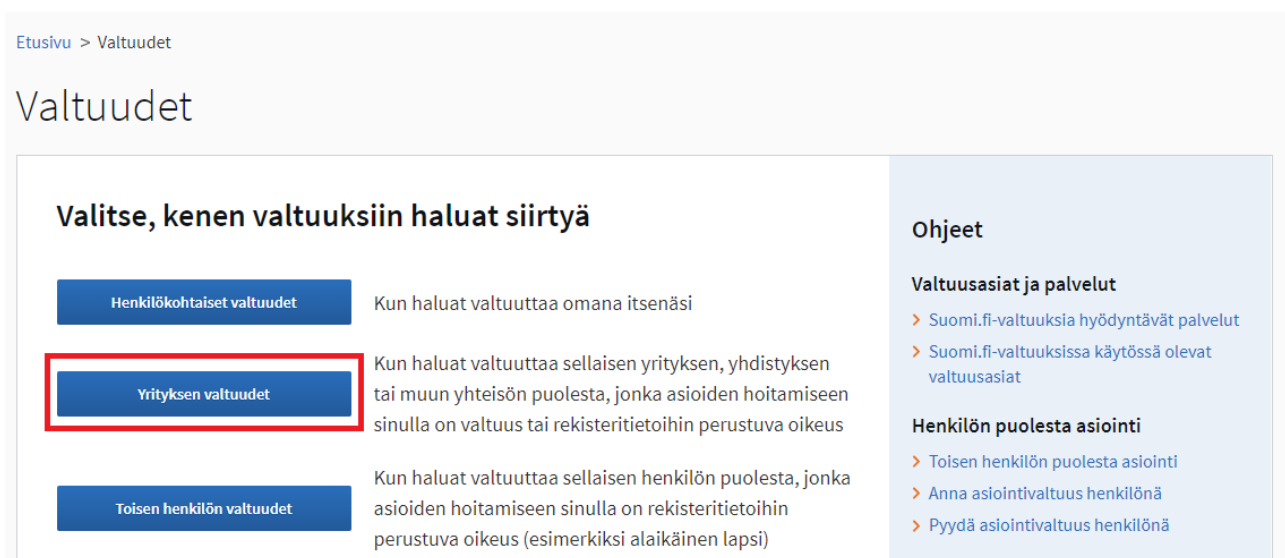 Etusivu > Valtuudet
Valtuudet
Valitse, kenen valtuuksiin haluat siirtyä
Henkilökohtaiset valtuudet
Kun haluat valtuuttaa omana itsenäsi
Yrityksen valtuudet
Kun haluat valtuuttaa sellaisen yrityksen, yhdistyksen
tai muun yhteisön puolesta, jonka asioiden hoitamiseen
sinulla on valtuus tai rekisteritietoihin perustuva oikeus
Toisen henkilön valtuudet
Kun haluat valtuuttaa sellaisen henkilön puolesta, jonka
asioiden hoitamiseen sinulla on rekisteritietoihin
perustuva oikeus (esimerkiksi alaikäinen lapsi)
Ohjeet
Valtuusasiat ja palvelut
Suomi.fi-valtuuksia hyödyntävät palvelut
Suomi.fi-valtuuksissa käytössä olevat
valtuusasiat
Henkilön puolesta asiointi
Toisen henkilön puolesta asiointi
Anna asiointivaltuus henkilönä
Pyydä asiointivaltuus henkilönä